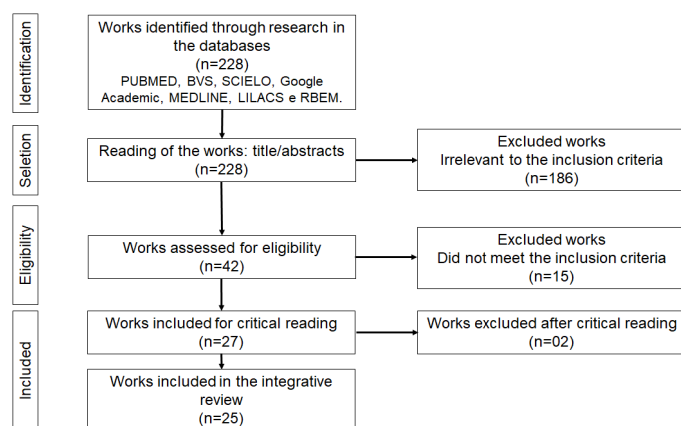 Identification
Works identified through research in
the databases
(n=228)
PUBMED, BVS, SCIELO, Google
Academic, MEDLINE, LILACS e RBEM.
Seletion
Reading of the works: title/abstracts
(n=228)
Excluded works
Irrelevant to the inclusion criteria
(n=186)
Eligibility
Works assessed for eligibility
(n=42)
Excluded works
Did not meet the inclusion criteria
(n=15)
Included
Works included for critical reading
(n=27)
Works excluded after critical reading
(n=02)
Works included in the integrative
review
(n=25)